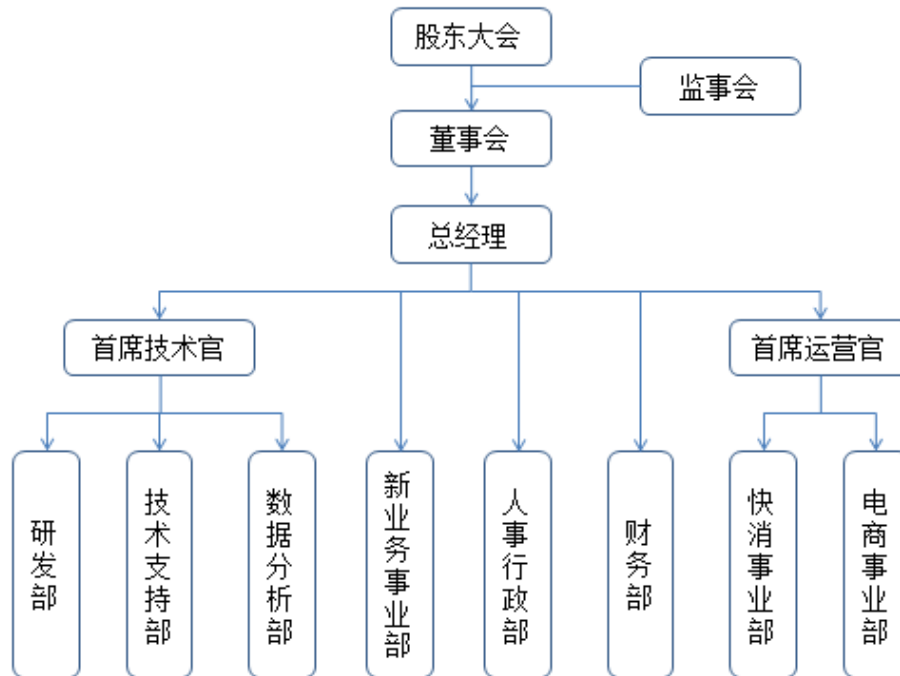 股东大会
监事会
董事会
总经理
首席技术官
首席运营官
研发部
技术支持部
数据分析部
新业务事业部
人事行政部
财务部
快消事业部
电商事业部